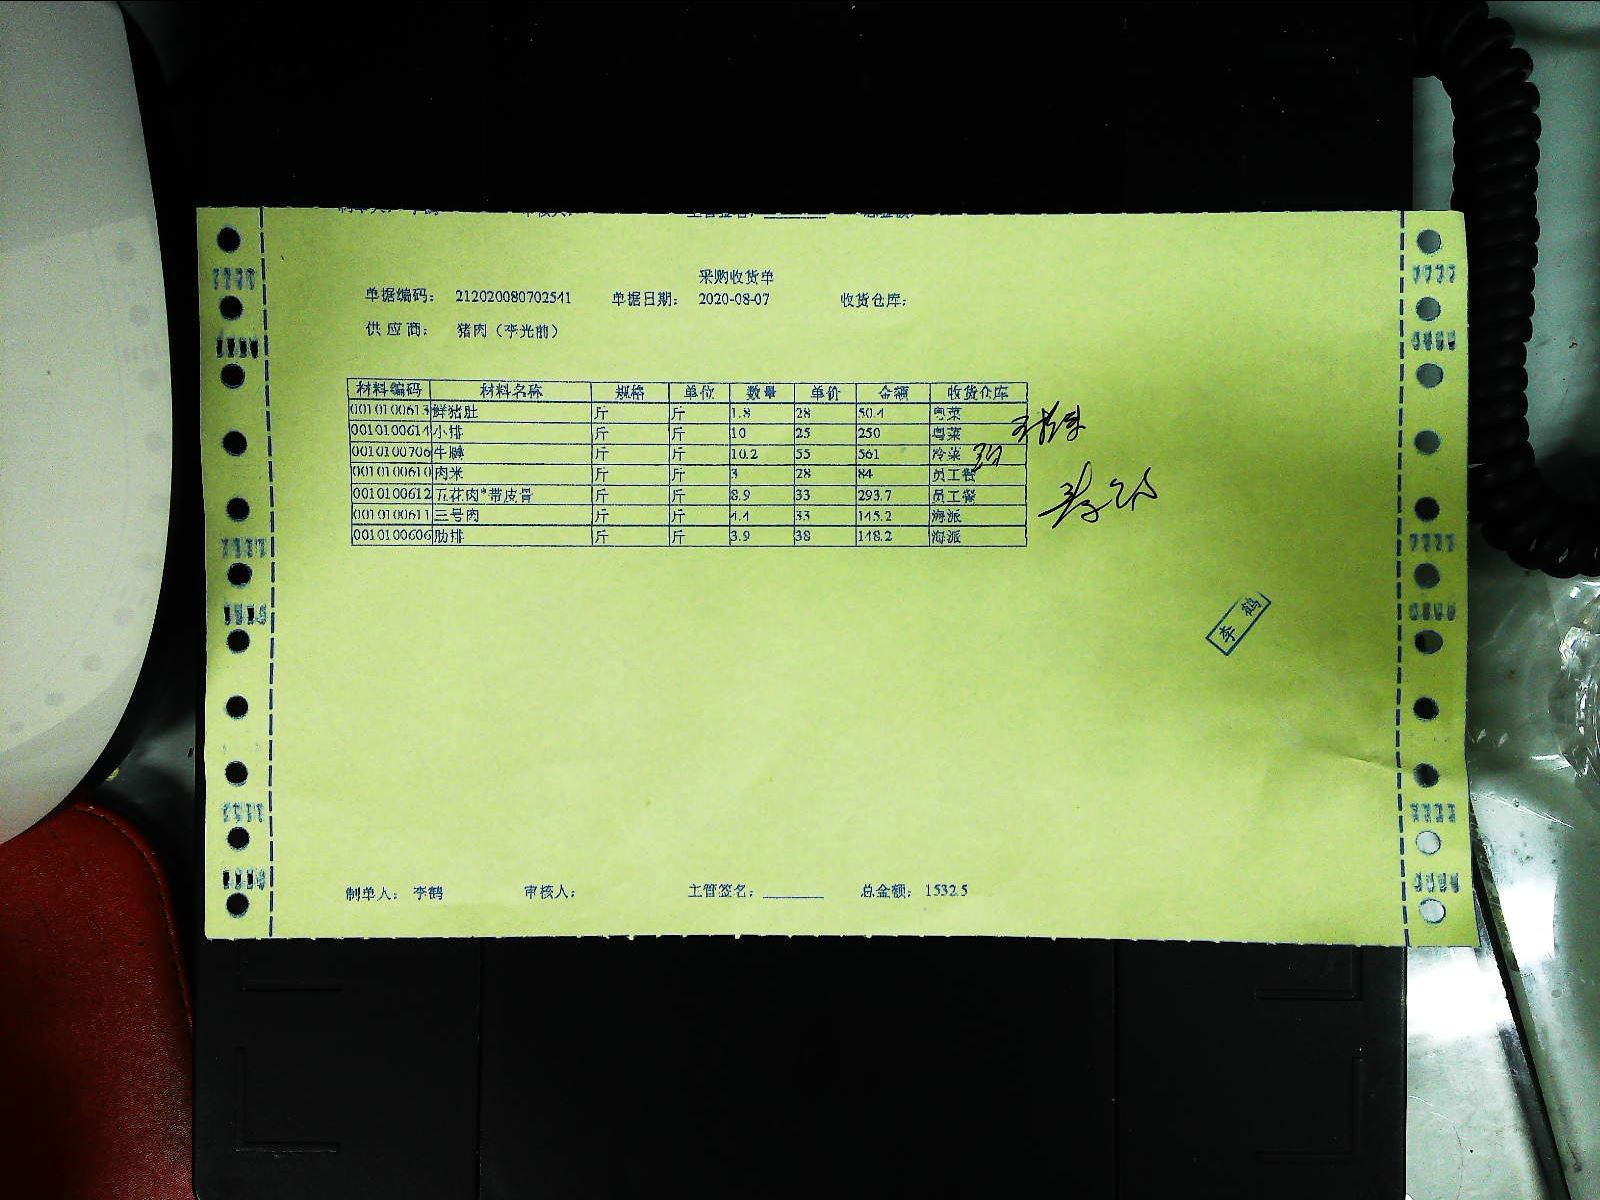 采购收货单
单据编码： 212020080702541 单据日期： 2020-08-07 收货仓库：
供应商： 猪肉（李光前）
材料编码 材料名称 规格 单位 数量 单价 金额 收货仓库
0010100613 鲜猪肚 斤 斤 1.8 28 50.4 粤菜
0010100614 小排 斤 斤 10 25 250 粤菜
0010100706 牛腱 斤 斤 10.2 55 561 冷菜
0010100610 肉米 斤 斤 3 28 84 员工餐
0010100612 五花肉*带皮骨 斤 斤 8.9 33 293.7 员工餐
0010100611 三号肉 斤 斤 4.4 33 145.2 海派
0010100606 肋排 斤 斤 3.9 38 148.2 海派
李鹤
制单人： 李鹤 审核人： 主管签名：________ 总金额： 1532.5